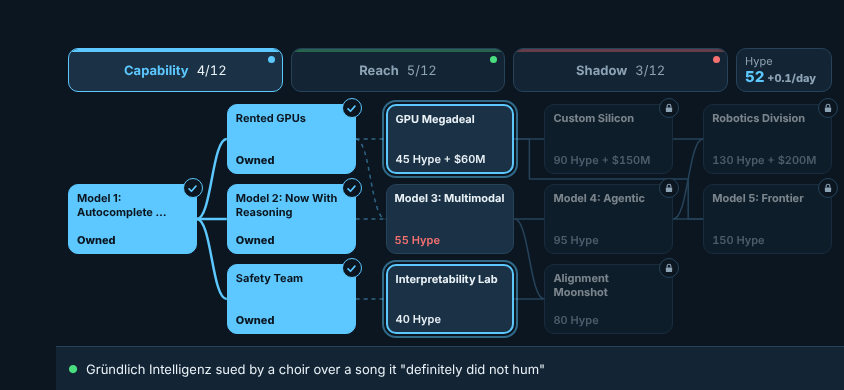 Capability 4/12
Reach 5/12
Shadow 3/12
Hype
52 +0.1/day
Rented GPUs
Owned
GPU Megadeal
45 Hype + $60M
Custom Silicon
90 Hype + $150M
Robotics Division
130 Hype + $200M
Model 1:
Autocomplete ...
Owned
Model 2: Now With
Reasoning
Owned
Model 3: Multimodal
55 Hype
Model 4: Agentic
95 Hype
Model 5: Frontier
150 Hype
Safety Team
Owned
Interpretability Lab
40 Hype
Alignment
Moonshot
80 Hype
Gründlich Intelligenz sued by a choir over a song it "definitely did not hum"